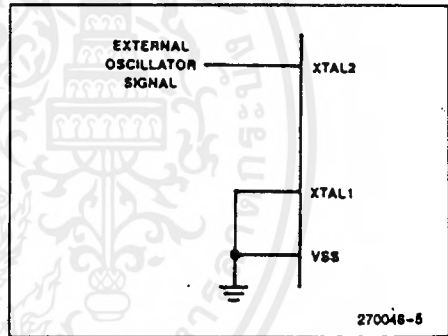 EXTERNAL
OSCILLATOR
SIGNAL
XTAL2
XTAL1
VSS
270048-5